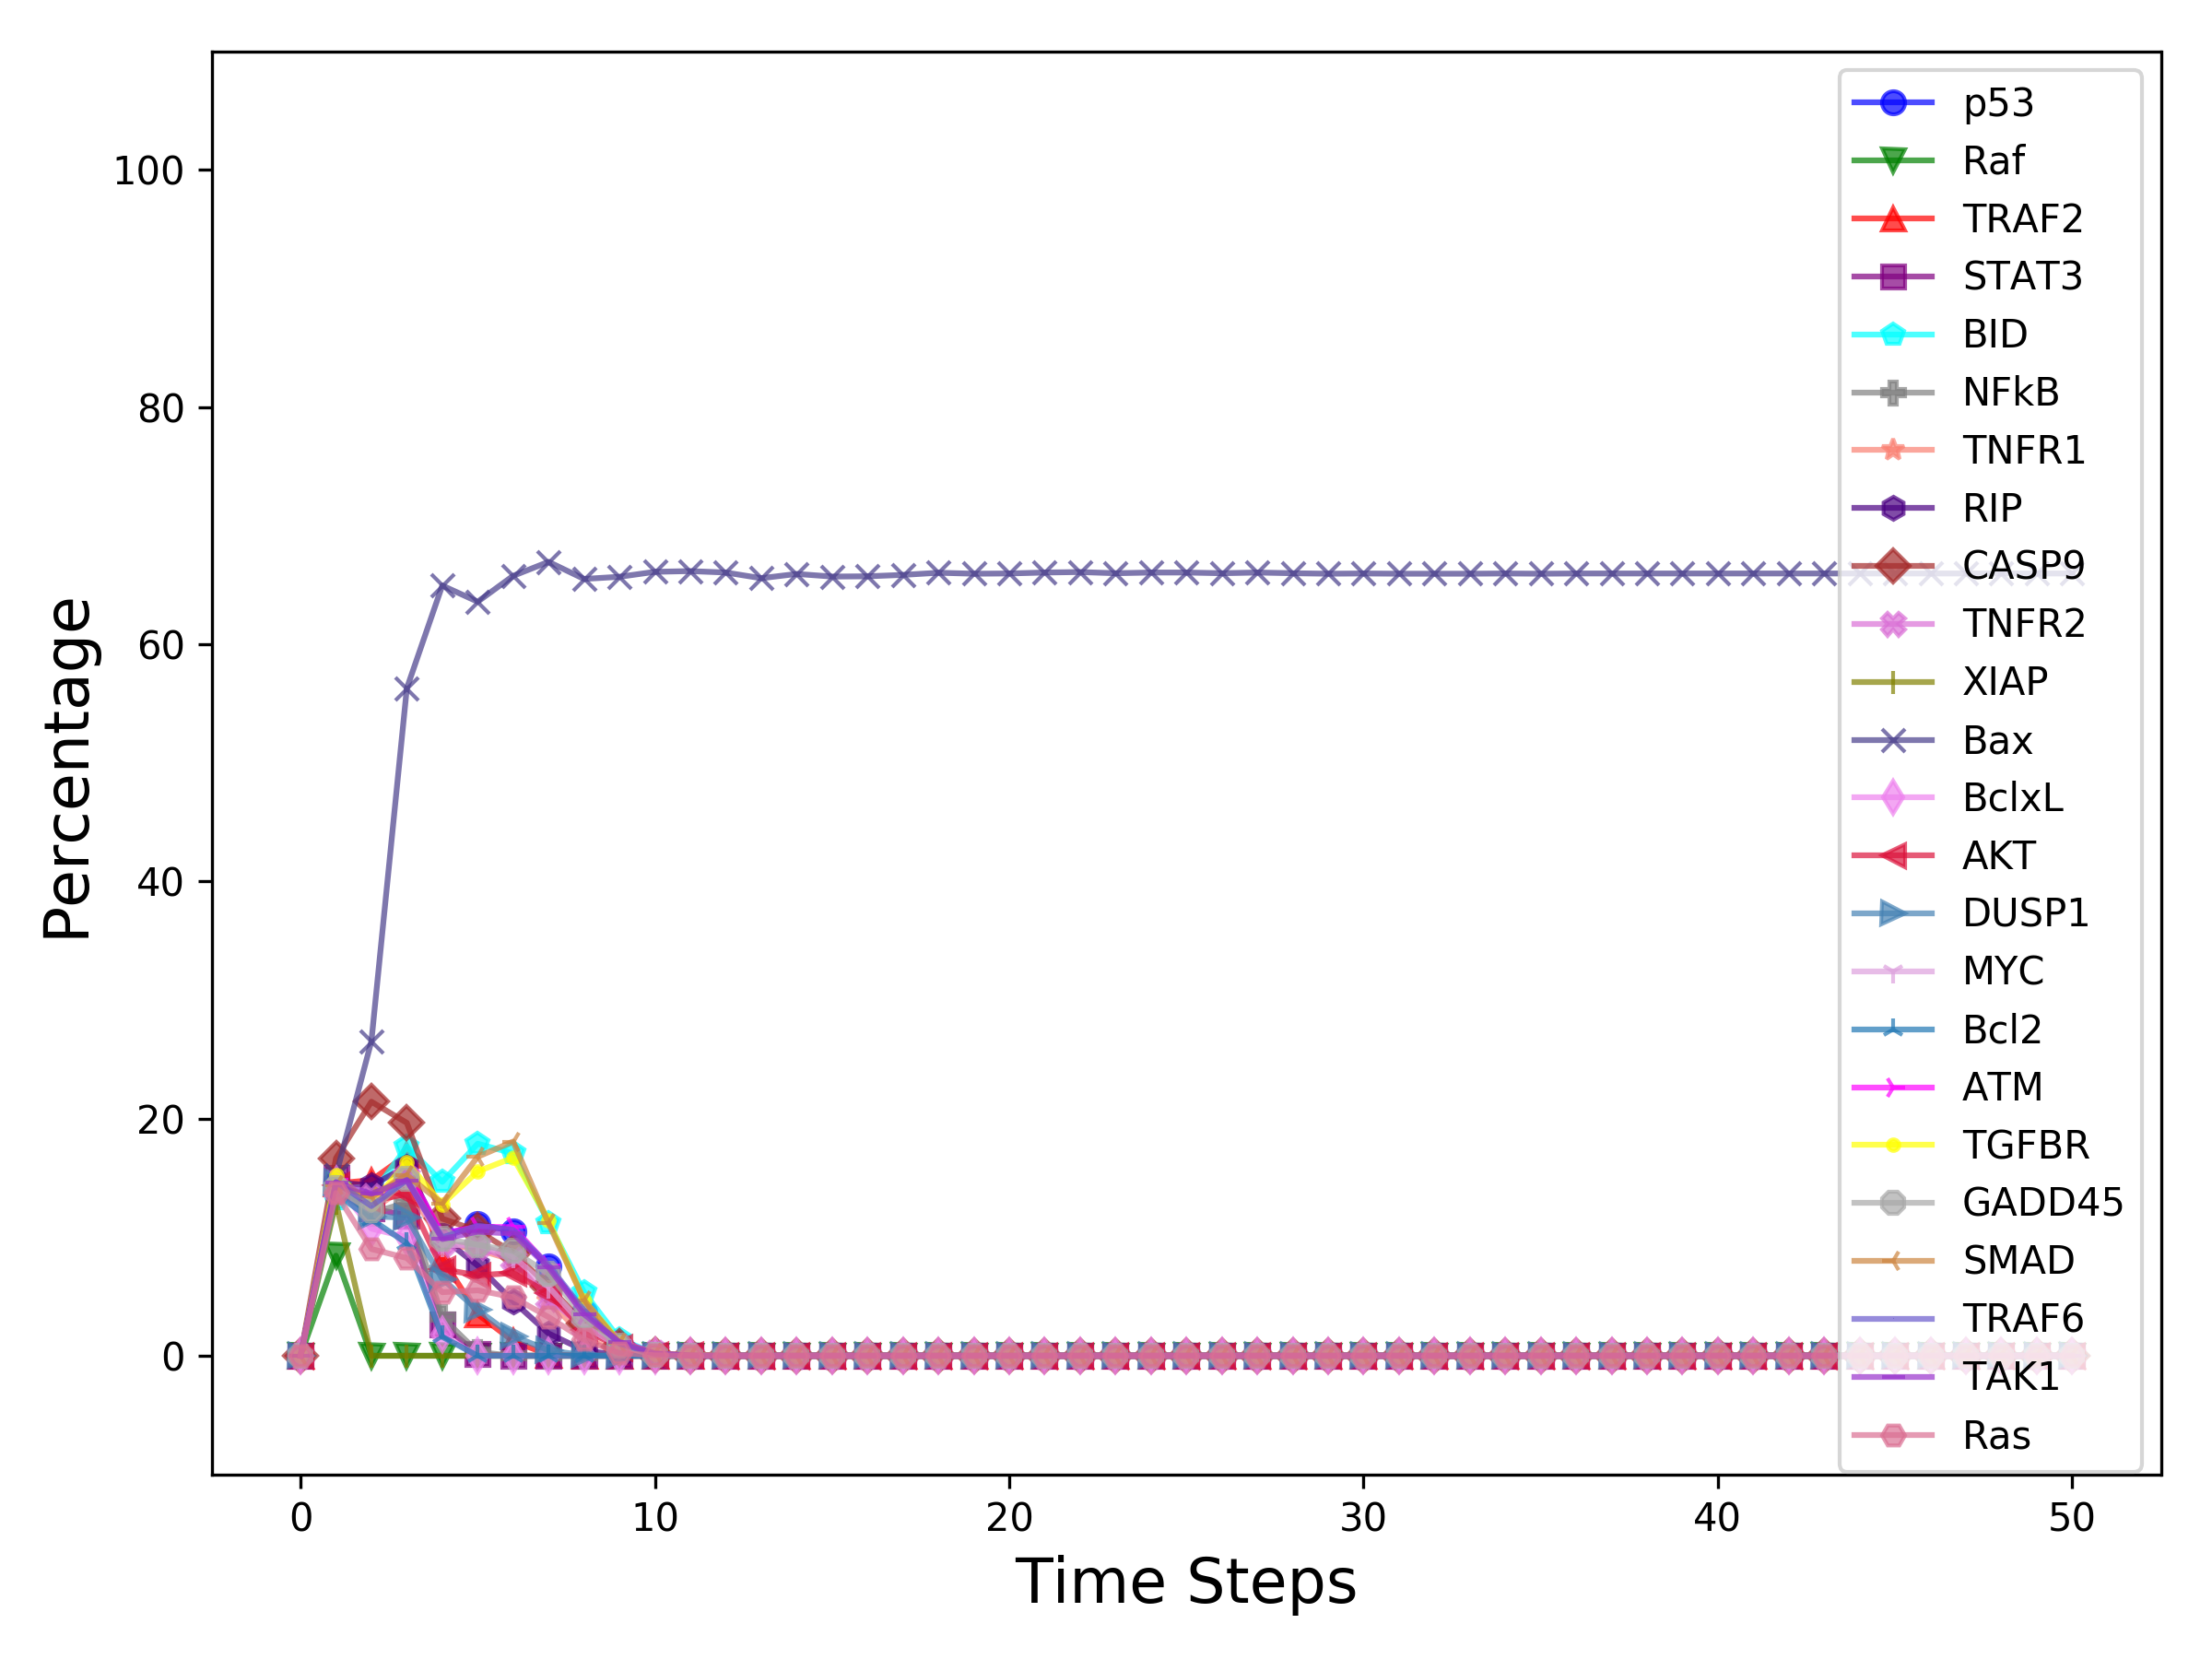 100
80
60
40
20
0
Percentage
0 10 20 30 40 50
Time Steps
p53
Raf
TRAF2
STAT3
BID
NFkB
TNFR1
RIP
CASP9
TNFR2
XIAP
Bax
BclxL
AKT
DUSP1
MYC
Bcl2
ATM
TGFBR
GADD45
SMAD
TRAF6
TAK1
Ras